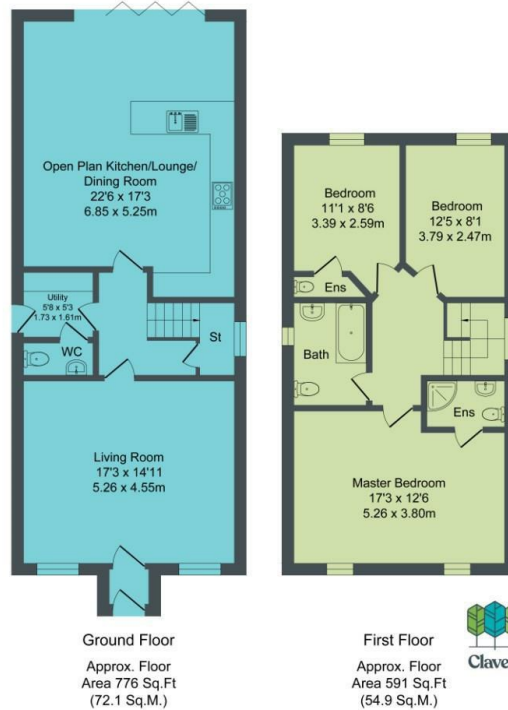 Open Plan Kitchen/Lounge/
Dining Room
22'6 x 17'3
6.85 x 5.25m
Utility
5'8 x 5'3
1.73 x 1.61m
WC
St
Living Room
17'3 x 14'11
5.26 x 4.55m
Ground Floor
Approx. Floor
Area 776 Sq.Ft
(72.1 Sq.M.)
Bedroom
11'1 x 8'6
3.39 x 2.59m
Bedroom
12'5 x 8'1
3.79 x 2.47m
Ens
Bath
Ens
Master Bedroom
17'3 x 12'6
5.26 x 3.80m
First Floor
Approx. Floor
Area 591 Sq.Ft
(54.9 Sq.M.)
Clave